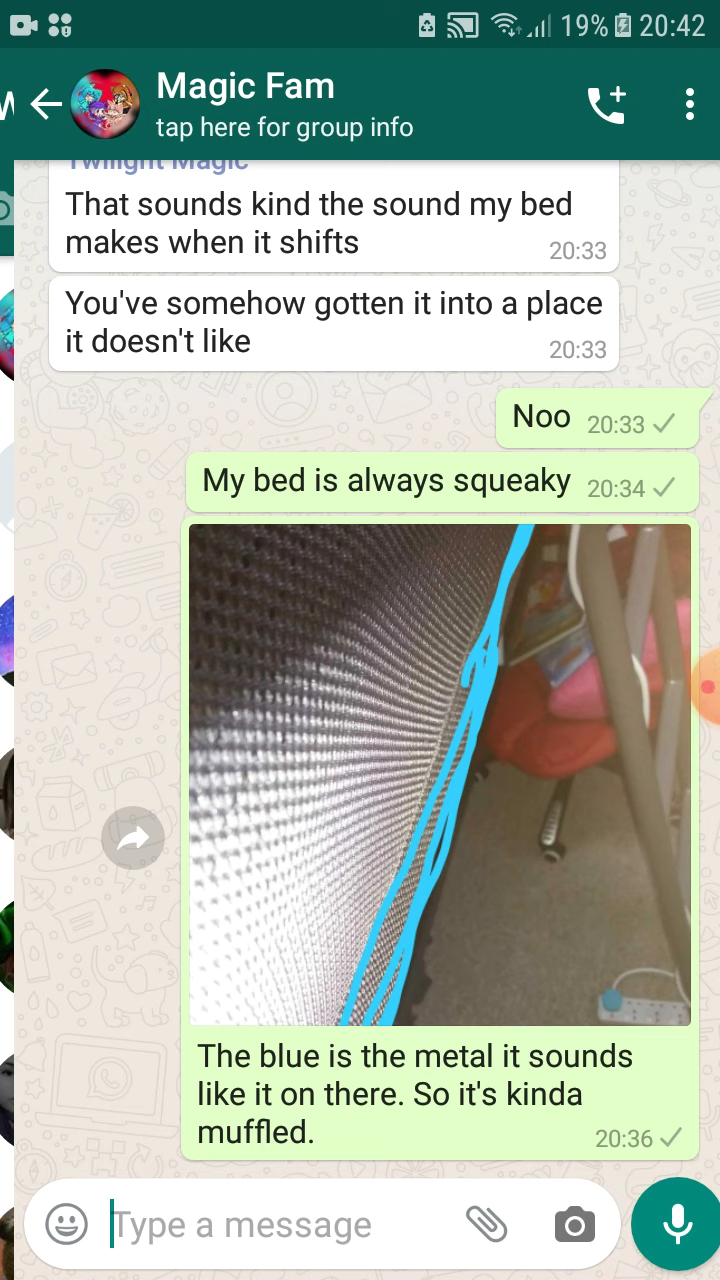 19% 20:42
W
Magic Fam
tap here for group info
Twilight Magic
That sounds kind the sound my bed
makes when it shifts
20:33
You've somehow gotten it into a place
it doesn't like
20:33
Noo 20:33
My bed is always squeaky 20:34
The blue is the metal it sounds
like it on there. So it's kinda
muffled.
20:36
Type a message